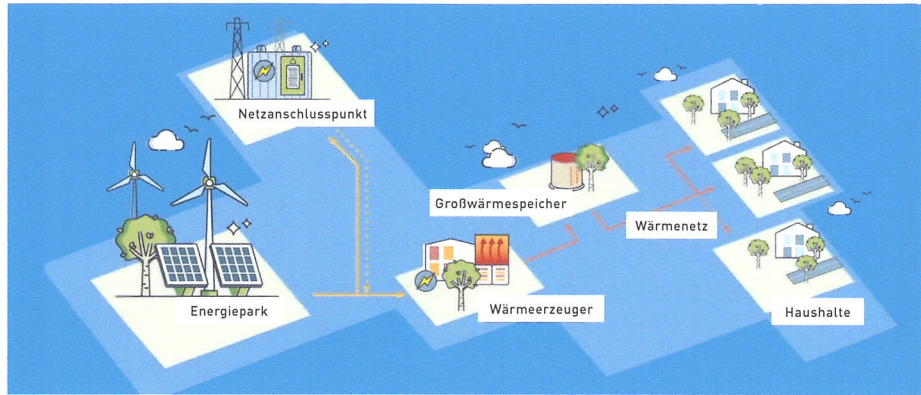 Netzanschlusspunkt
Großwärmespeicher
Wärmenetz
Energiepark
Wärmeerzeuger
Haushalte